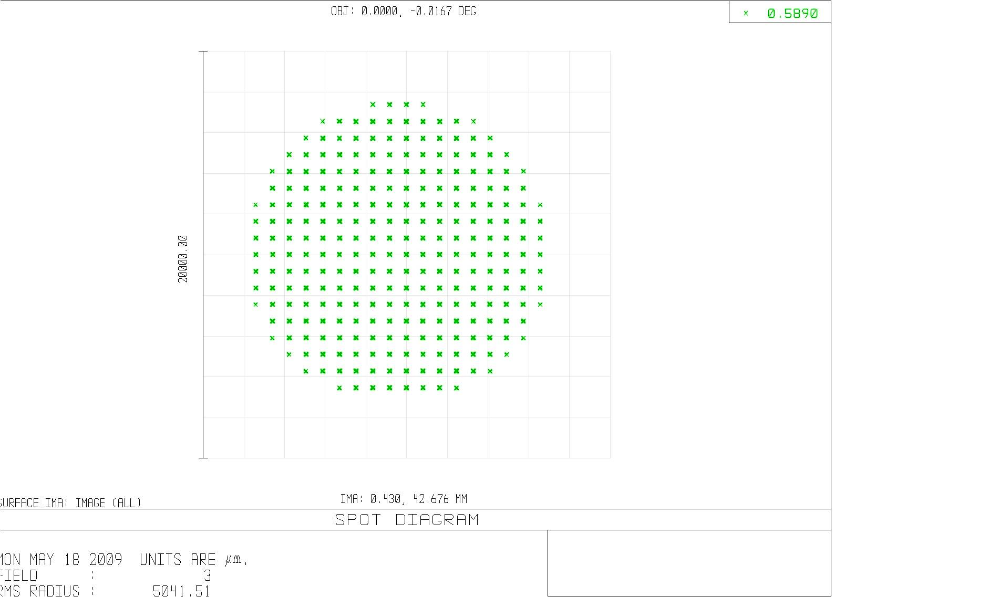 OBJ: 0.0000, -0.0167 DEG
× 0.5890
20000.00
IMA: 0.430, 42.676 MM
SURFACE IMA: IMAGE (ALL)
SPOT DIAGRAM
MON MAY 18 2009 UNITS ARE µm.
FIELD : 3
RMS RADIUS : 5041.51